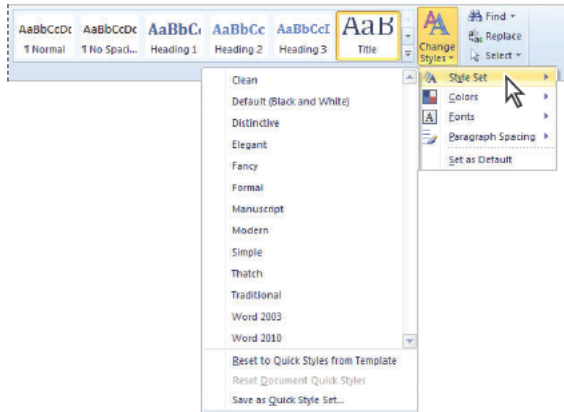 AaBbCcDc AaBbCcDc AaBbC AaBbCc AaBbCcI AaB
¶ Normal ¶ No Spaci... Heading 1 Heading 2 Heading 3 Title
Change Styles
Find
Replace
Select
Style Set
Colors
Fonts
Paragraph Spacing
Set as Default
Clean
Default (Black and White)
Distinctive
Elegant
Fancy
Formal
Manuscript
Modern
Simple
Thatch
Traditional
Word 2003
Word 2010
Reset to Quick Styles from Template
Reset Document Quick Styles
Save as Quick Style Set...